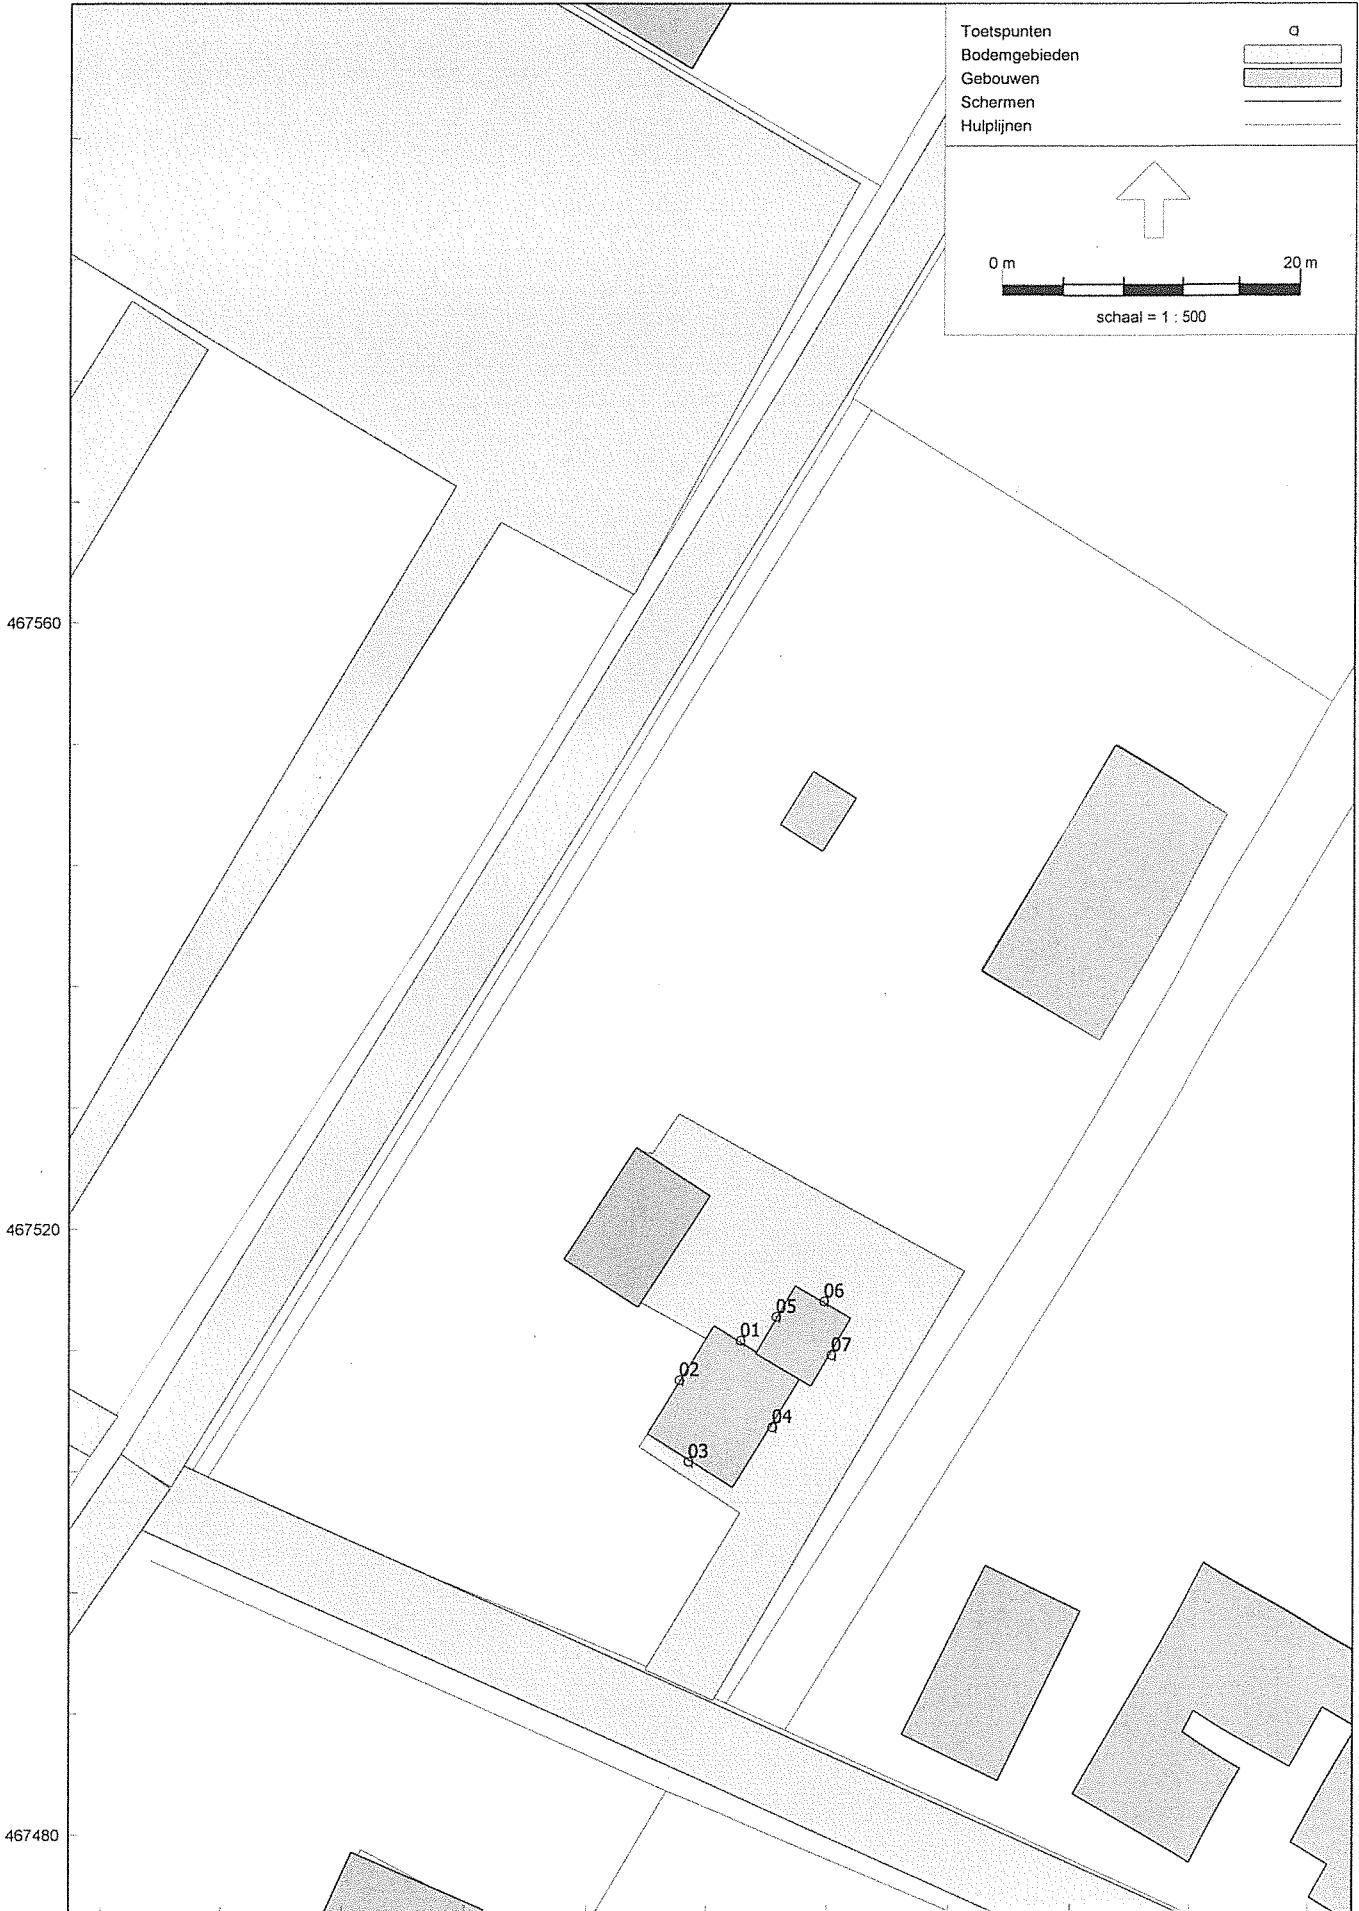 Toetspunten
Bodemgebieden
Gebouwen
Schermen
Hulplijnen
0 m 20 m
schaal = 1 : 500
467560
467520
06
05
01
07
02
04
03
467480